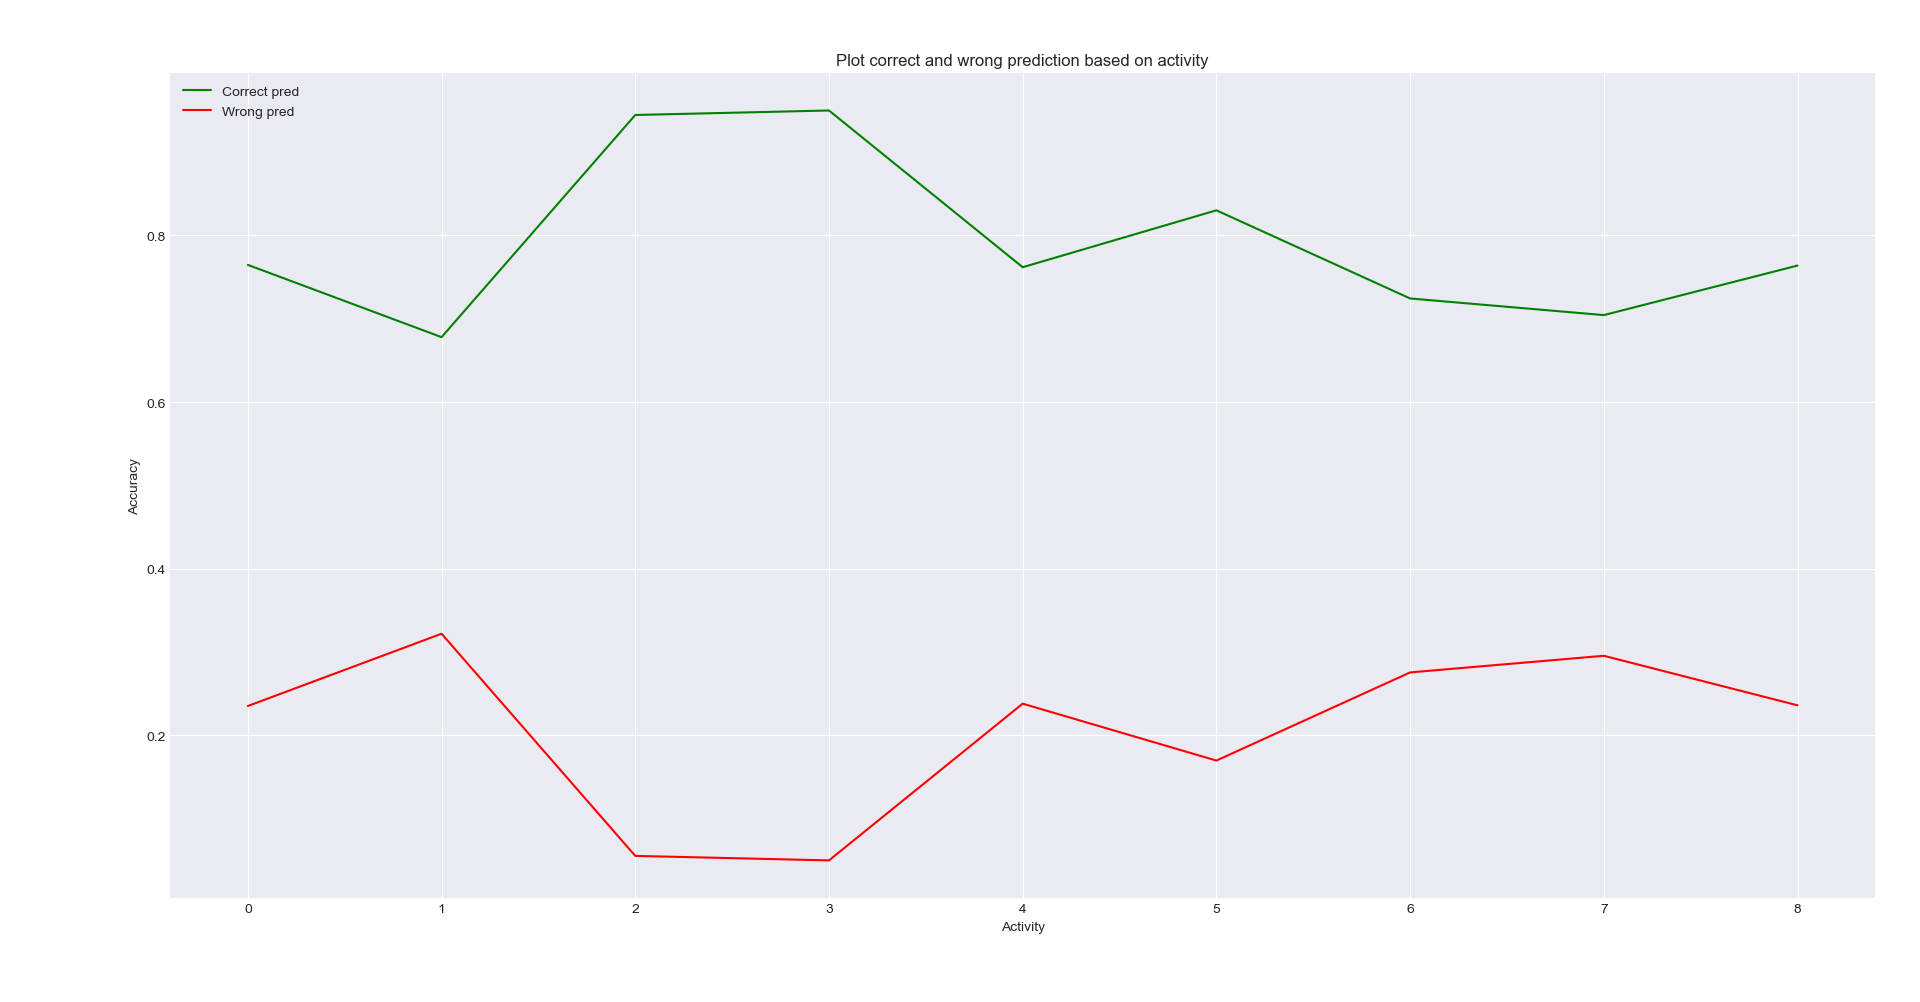 Plot correct and wrong prediction based on activity
Correct pred
Wrong pred
0.8
0.6
0.4
0.2
Accuracy
0 1 2 3 4 5 6 7 8
Activity